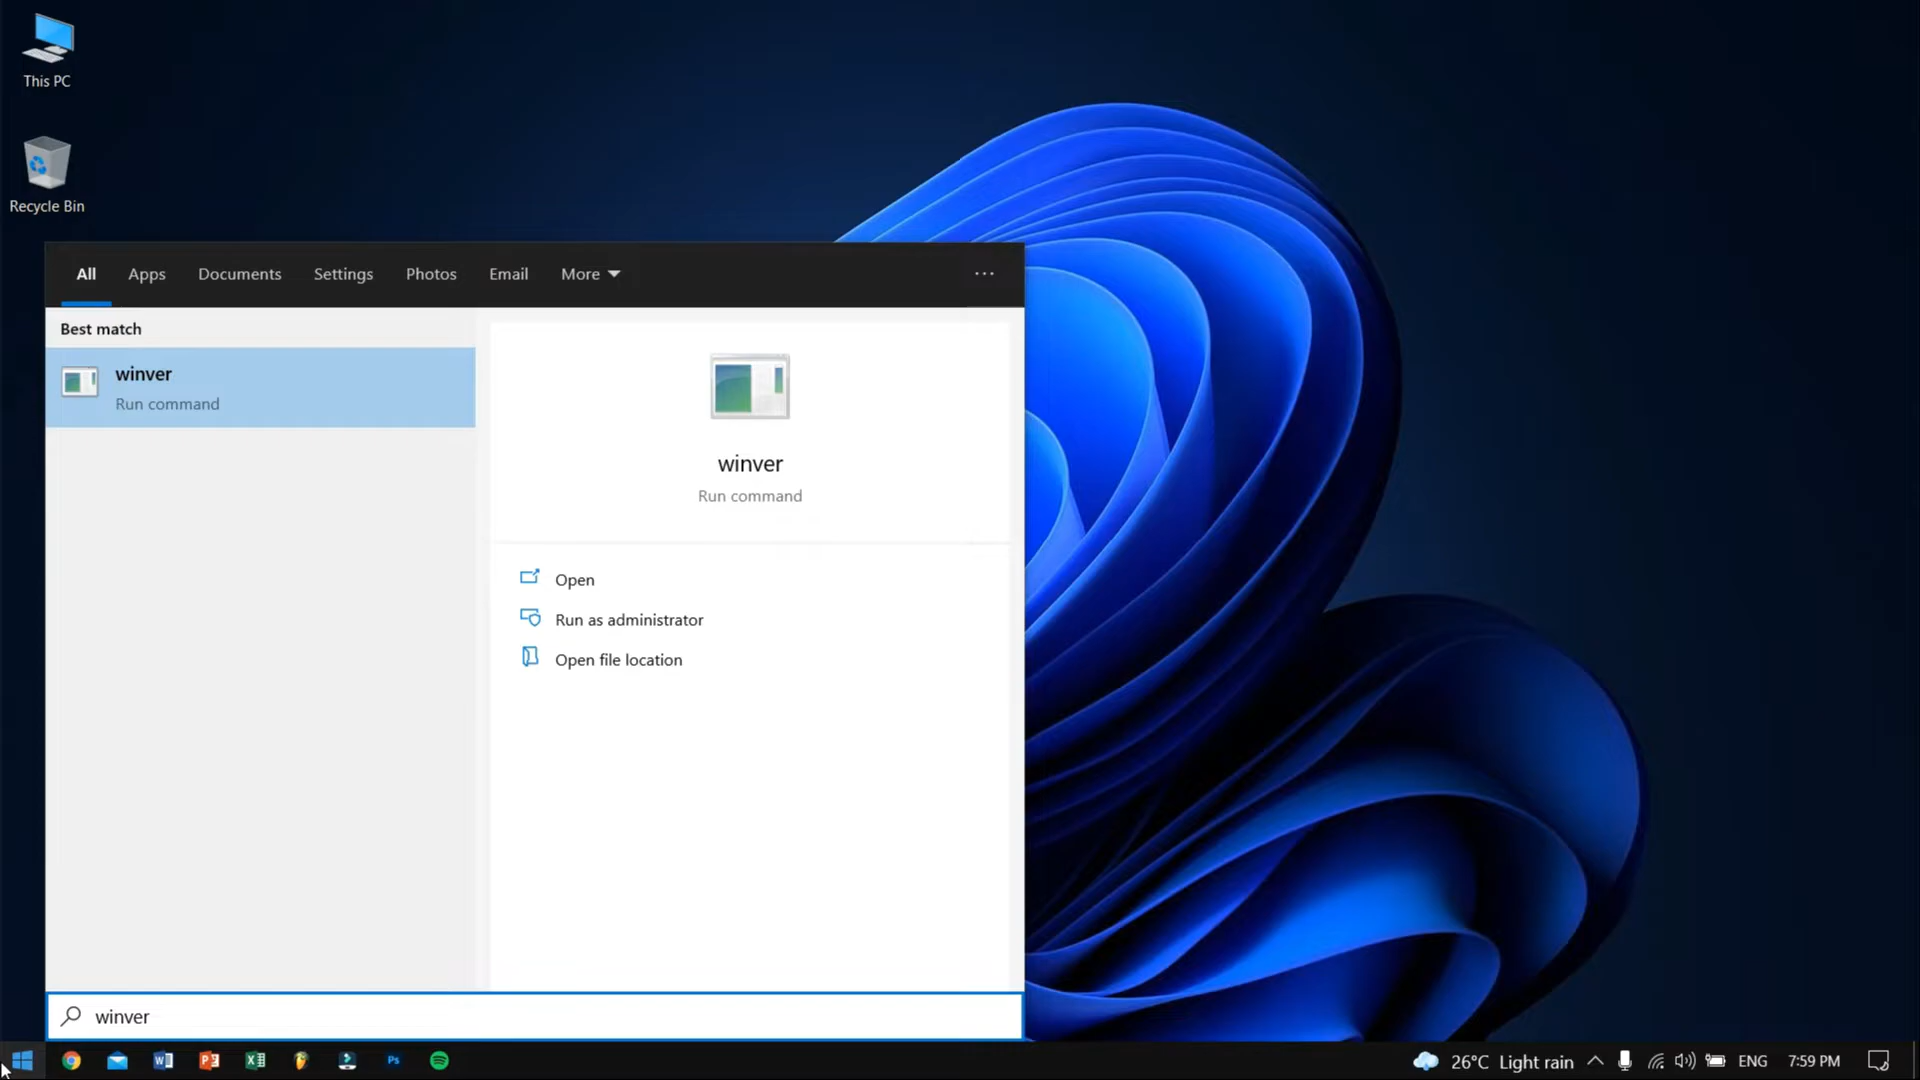 This PC
Recycle Bin
All Apps Documents Settings Photos Email More ...
Best match
winver
Run command
winver
Run command
Open
Run as administrator
Open file location
winver
26°C Light rain ENG 7:59 PM